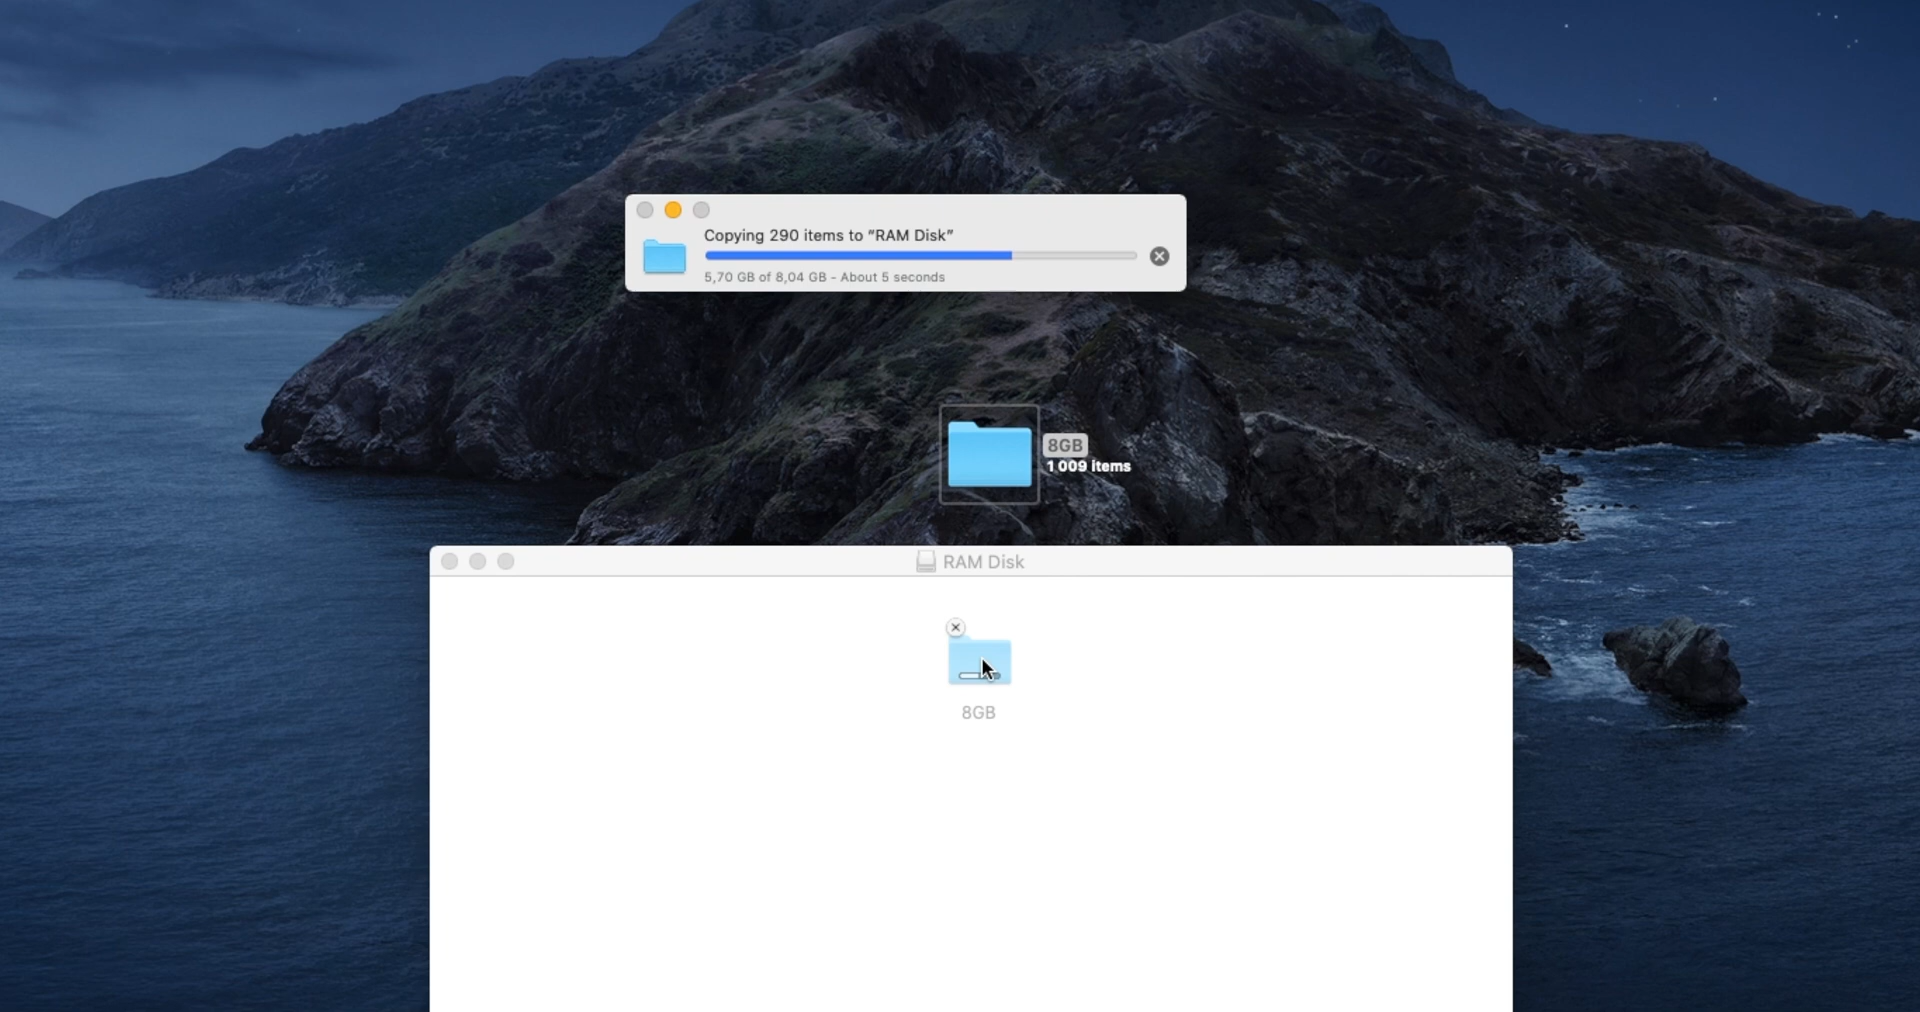 Copying 290 items to “RAM Disk”
5,70 GB of 8,04 GB - About 5 seconds
8GB
1 009 items
RAM Disk
8GB